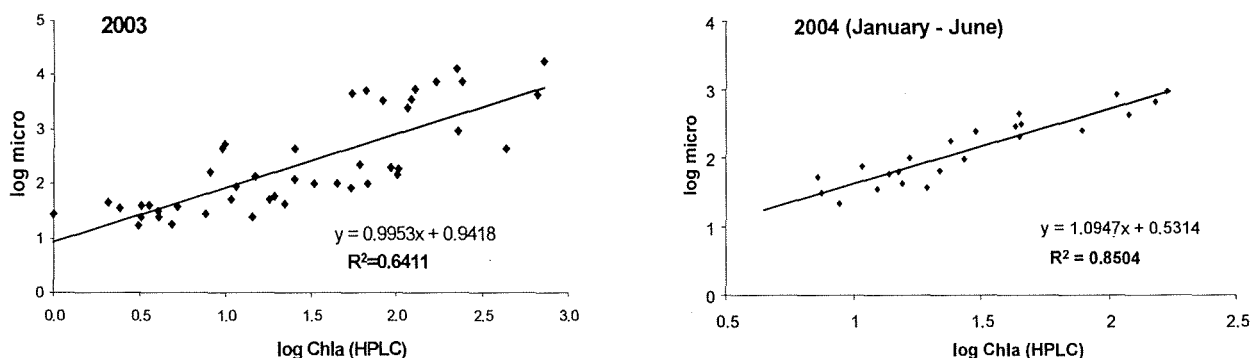 2003
5
4
3
2
1
0
log micro
0.0 0.5 1.0 1.5 2.0 2.5 3.0
log Chla (HPLC)
y = 0.9953x + 0.9418
R²=0.6411
2004 (January - June)
4
3
2
1
0
log micro
0.5 1 1.5 2 2.5
log Chla (HPLC)
y = 1.0947x + 0.5314
R² = 0.8504